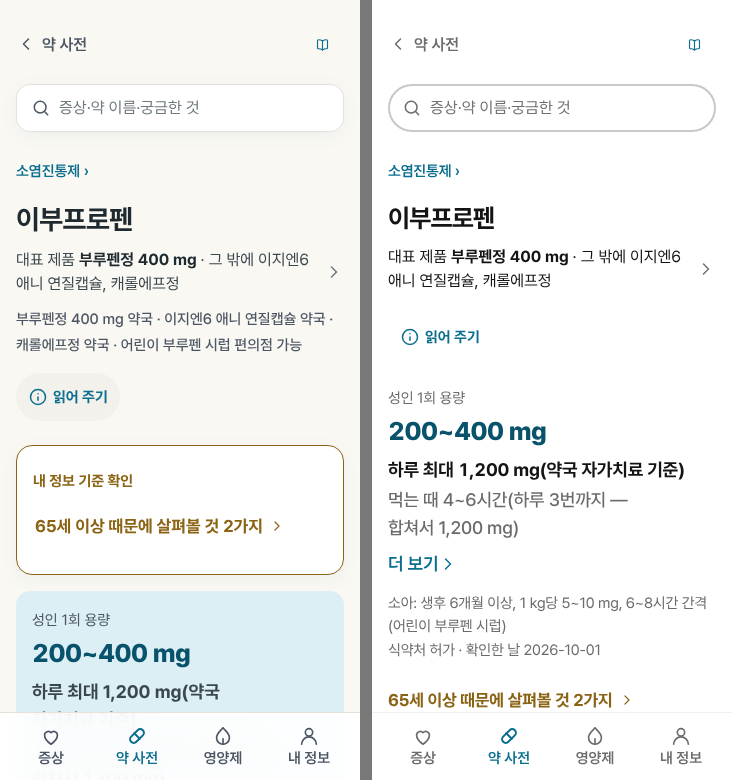 약 사전
증상·약 이름·궁금한 것
소염진통제 ›
이부프로펜
대표 제품 부루펜정 400 mg · 그 밖에 이지엔6
애니 연질캡슐, 캐롤에프정
부루펜정 400 mg 약국 · 이지엔6 애니 연질캡슐 약국 ·
캐롤에프정 약국 · 어린이 부루펜 시럽 편의점 가능
읽어 주기
내 정보 기준 확인
65세 이상 때문에 살펴볼 것 2가지
성인 1회 용량
200~400 mg
하루 최대 1,200 mg(약국
증상
약 사전
영양제
내 정보
약 사전
증상·약 이름·궁금한 것
소염진통제 ›
이부프로펜
대표 제품 부루펜정 400 mg · 그 밖에 이지엔6
애니 연질캡슐, 캐롤에프정
읽어 주기
성인 1회 용량
200~400 mg
하루 최대 1,200 mg(약국 자가치료 기준)
먹는 때 4~6시간(하루 3번까지 —
합쳐서 1,200 mg)
더 보기
소아: 생후 6개월 이상, 1 kg당 5~10 mg, 6~8시간 간격
(어린이 부루펜 시럽)
식약처 허가 · 확인한 날 2026-10-01
65세 이상 때문에 살펴볼 것 2가지
증상
약 사전
영양제
내 정보